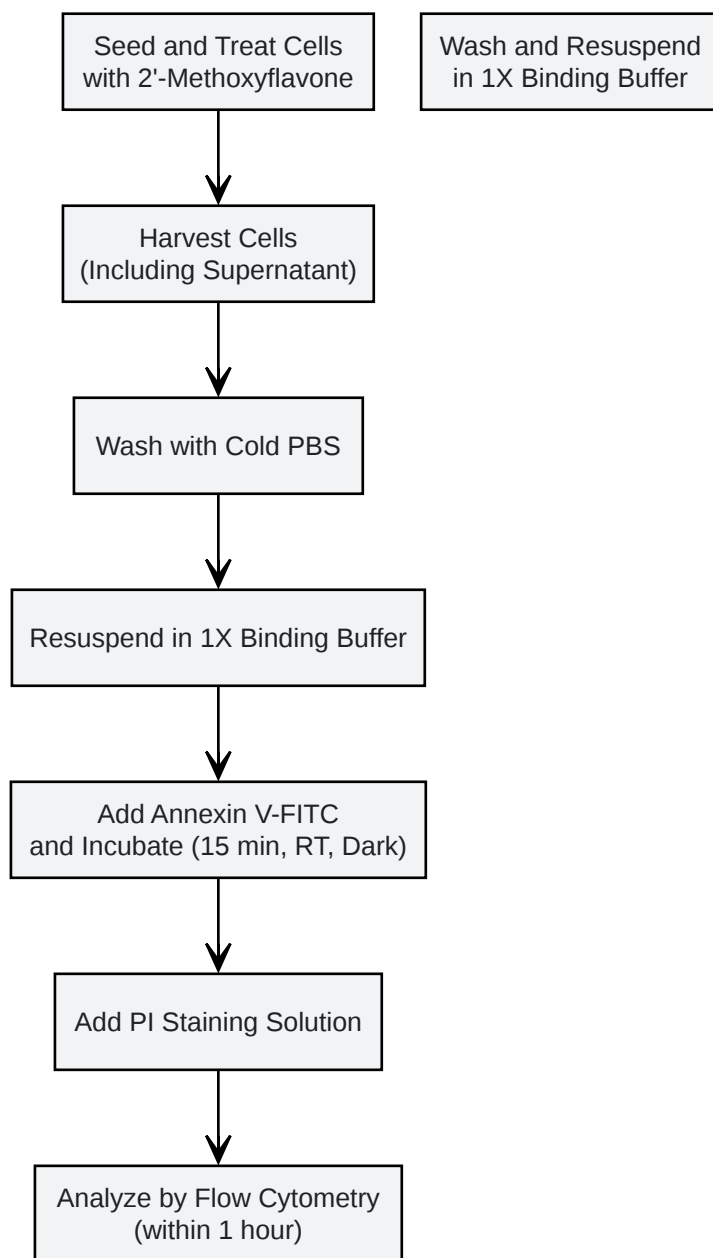 Seed and Treat Cells
with 2'-Methoxyflavone
Wash and Resuspend
in 1X Binding Buffer
Harvest Cells
(Including Supernatant)
Wash with Cold PBS
Resuspend in 1X Binding Buffer
Add Annexin V-FITC
and Incubate (15 min, RT, Dark)
Add PI Staining Solution
Analyze by Flow Cytometry
(within 1 hour)